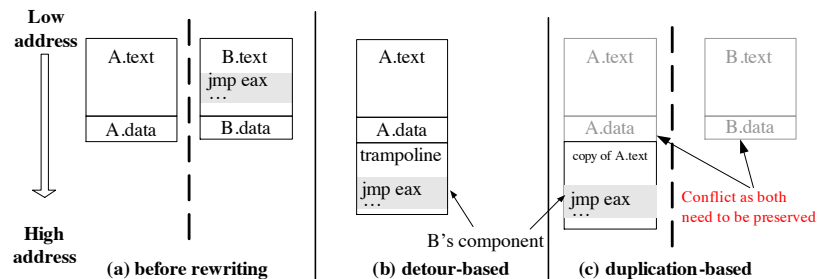 Low
address
High
address
A.text
A.data
B.text
jmp eax
...
B.data
(a) before rewriting
A.text
A.data
trampoline
jmp eax
...
B's component
(b) detour-based
A.text
A.data
copy of A.text
jmp eax
...
B.text
B.data
Conflict as both
need to be preserved
(c) duplication-based